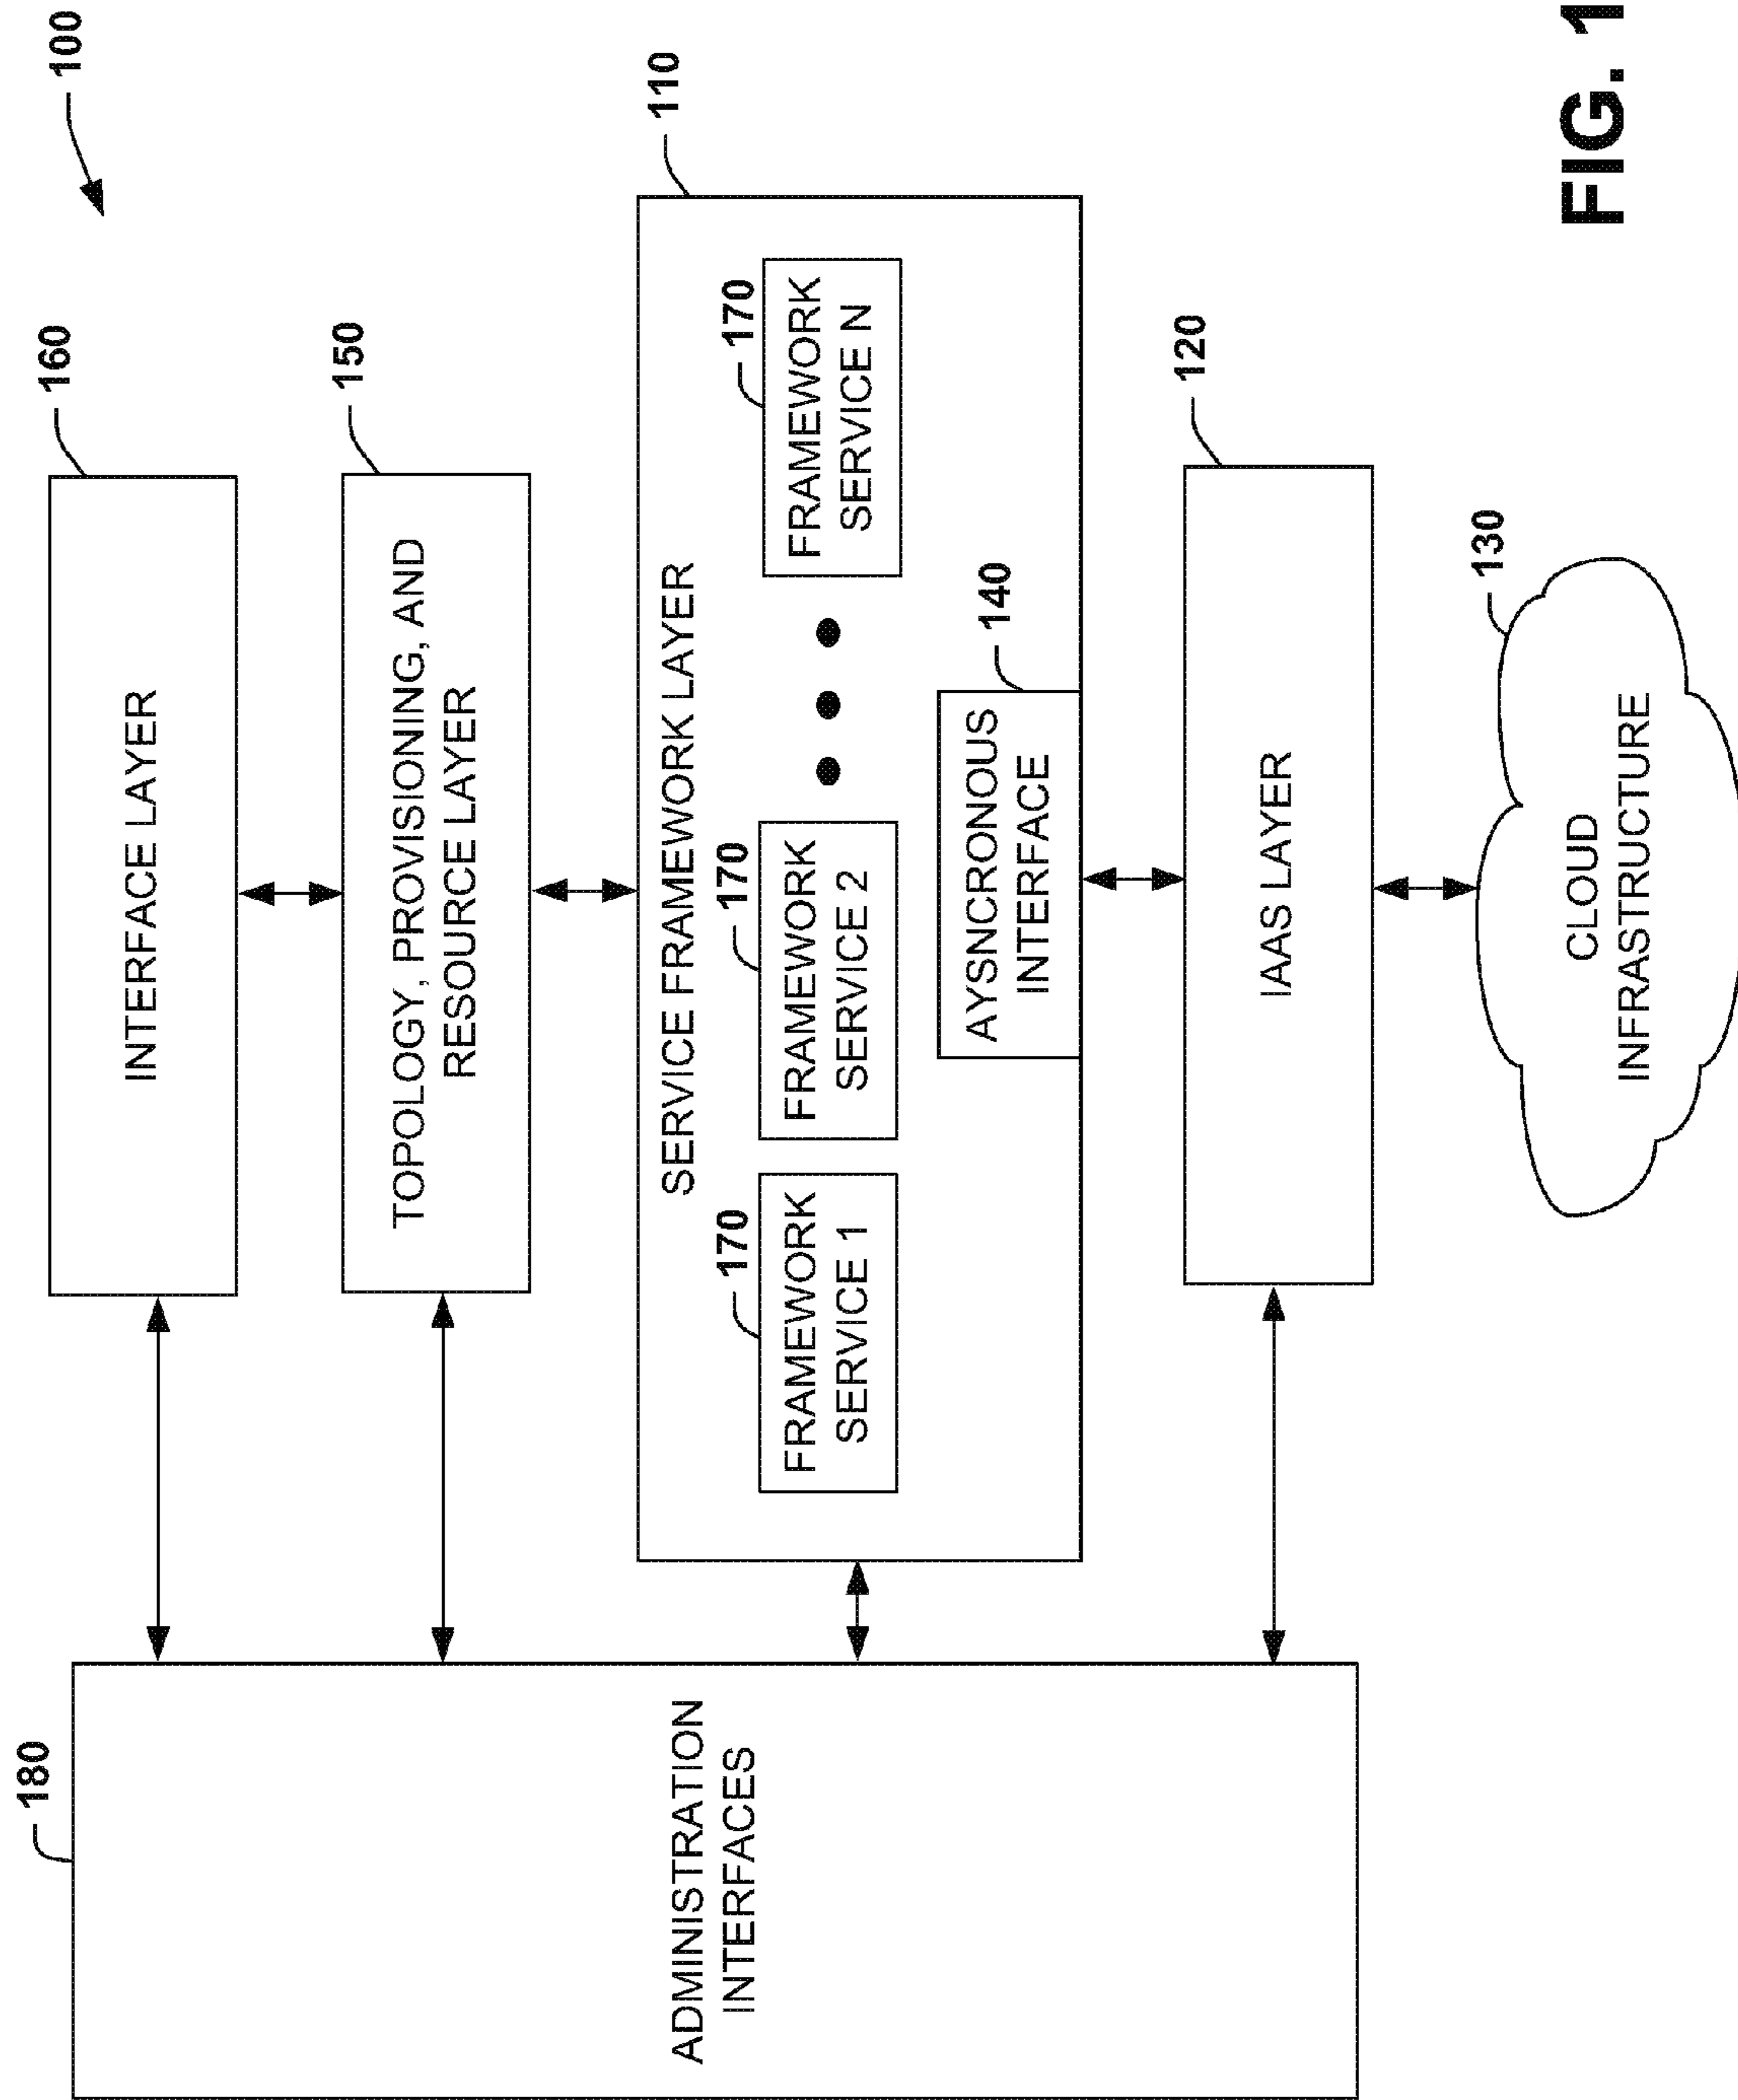 100
160
INTERFACE LAYER
150
TOPOLOGY, PROVISIONING, AND
RESOURCE LAYER
110
SERVICE FRAMEWORK LAYER
170
FRAMEWORK
SERVICE 1
170
FRAMEWORK
SERVICE 2
170
FRAMEWORK
SERVICE N
140
AYSNCRONOUS
INTERFACE
120
IAAS LAYER
130
CLOUD
INFRASTRUCTURE
180
ADMINISTRATION
INTERFACES
FIG. 1